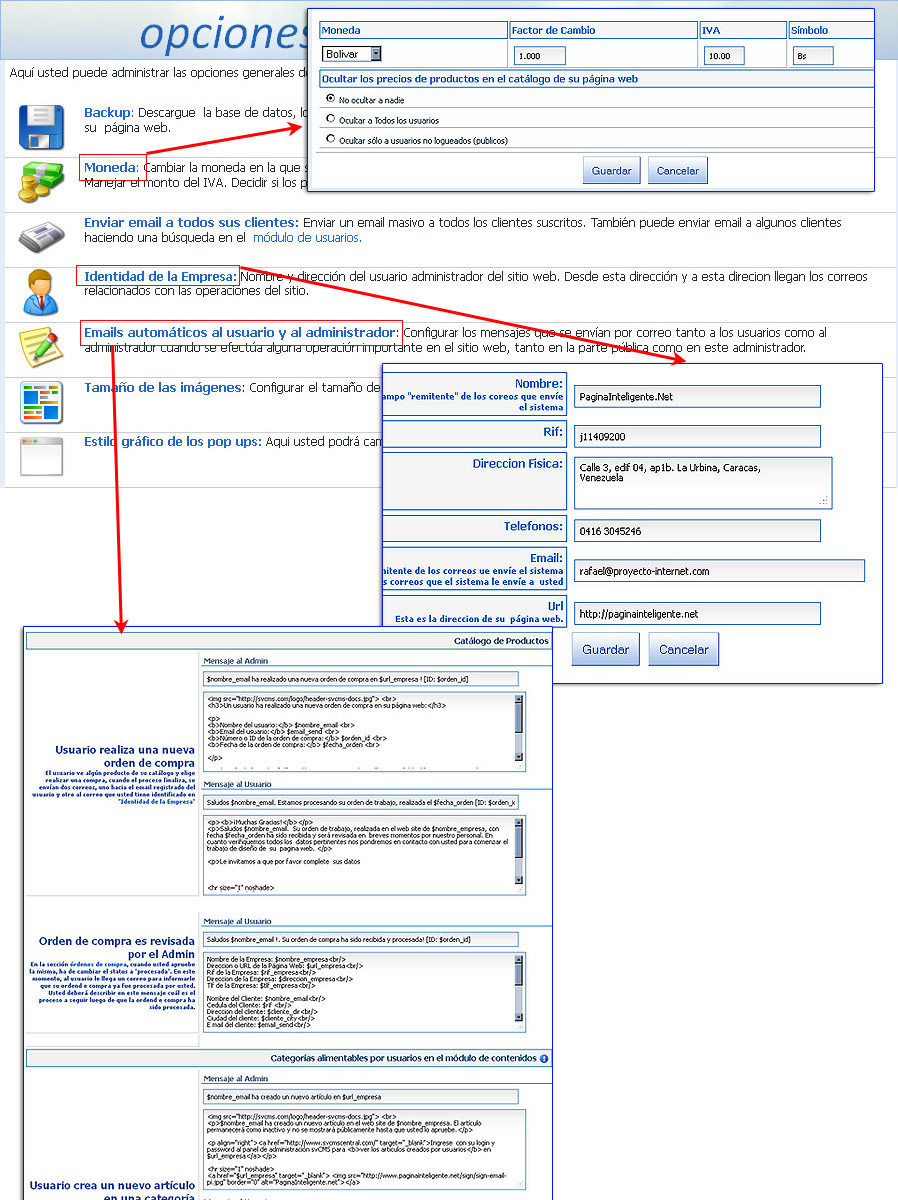 opciones
Aquí usted puede administrar las opciones generales d
Backup: Descargue la base de datos, lo
su página web.
Moneda: Cambiar la moneda en la que s
Manejar el monto del IVA. Decidir si los p
Moneda
Factor de Cambio
IVA
Símbolo
Bolivar
1.000
10.00
Bs
Ocultar los precios de productos en el catálogo de su página web
No ocultar a nadie
Ocultar a Todos los usuarios
Ocultar sólo a usuarios no logueados (publicos)
Guardar
Cancelar
Enviar email a todos sus clientes: Enviar un email masivo a todos los clientes suscritos. También puede enviar email a algunos clientes
haciendo una búsqueda en el módulo de usuarios.
Identidad de la Empresa: Nombre y dirección del usuario administrador del sitio web. Desde esta dirección y a esta direcion llegan los correos
relacionados con las operaciones del sitio.
Emails automáticos al usuario y al administrador: Configurar los mensajes que se envían por correo tanto a los usuarios como al
administrador cuando se efectúa alguna operación importante en el sitio web, tanto en la parte pública como en este administrador.
Tamaño de las imágenes: Configurar el tamaño de
Estilo gráfico de los pop ups: Aqui usted podrá cam
Nombre:
ampo "remitente" de los coreos que envíe
el sistema
PaginaInteligente.Net
Rif:
j11409200
Direccion Fisica:
Calle 3, edif 04, ap1b. La Urbina, Caracas,
Venezuela
Telefonos:
0416 3045246
Email:
mitente de los correos ue envíe el sistema
s correos que el sistema le envíe a usted
rafael@proyecto-internet.com
Url
Esta es la direccion de su página web.
http://paginainteligente.net
Guardar
Cancelar
Catálogo de Productos
Mensaje al Admin
$nombre_email ha realizado una nueva orden de compra en $url_empresa ! [ID: $orden_id]
<img src="http://svcms.com/logo/header-svcms-docs.jpg"> <br>
<h3>Un usuario ha realizado una nueva orden de compra en su página web:</h3>
<p>
<b>Nombre del usuario:</b> $nombre_email <br>
<b>Email del usuario:</b> $email_send <br>
<b>Número o ID de la orden de compra:</b> $orden_id <br>
<b>Fecha de la orden de compra:</b> $fecha_orden <br>
</p>
Usuario realiza una nueva
orden de compra
El usuario ve algún producto de su catálogo y elige
realizar una compra, cuando el proceso finaliza, se
envían dos correos, uno hacia el email registrado del
usuario y otro al correo que usted tiene identificado en
"Identidad de la Empresa"
Mensaje al Usuario
Saludos $nombre_email. Estamos procesando su orden de trabajo, realizada el $fecha_orden [ID: $orden_ic
<p><b>¡Muchas Gracias!</b></p>
<p>Saludos $nombre_email. Su orden de trabajo, realizada en el web site de $nombre_empresa, con
fecha $fecha_orden ha sido recibida y será revisada en breves momentos por nuestro personal. En
cuanto verifiquemos todos los datos pertinentes nos pondremos en contacto con usted para comenzar el
trabajo de diseño de su pagina web. </p>
<p>Le invitamos a que por favor complete sus datos
<hr size="1" noshade>
Mensaje al Usuario
Saludos $nombre_email !. Su orden de compra ha sido recibida y procesada! [ID: $orden_id]
Orden de compra es revisada
por el Admin
En la sección órdenes de compra, cuando usted apruebe
la misma, ha de cambiar el status a "procesada". En este
momento, al usuario le llega un correo para informarle
que su ordend e compra ya fue procesada por usted.
Usted deberá describir en este mensaje cuál es el
proceso a seguir luego de que la ordend e compra ha
sido procesada.
Nombre de la Empresa: $nombre_empresa<br/>
Direccion o URL de la Página Web: $url_empresa<br/>
Rif de la Empresa: $rif_empresa<br/>
Direccion de la Empresa: $direccion_empresa<br/>
Tlf de la Empresa: $tlf_empresa<br/>
Nombre del Cliente: $nombre_email<br/>
Cedula del Cliente: $rif <br/>
Direccion del cliente: $cliente_dir<br/>
Ciudad del cliente: $cliente_city<br/>
E mail del cliente: $email_send<br/>
Categorías alimentables por usuarios en el módulo de contenidos
Mensaje al Admin
$nombre_email ha creado un nuevo artículo en $url_empresa
<img src="http://svcms.com/logo/header-svcms-docs.jpg"> <br>
<p>$nombre_email ha creado un nuevo artículo en el web site de $nombre_empresa. El artículo
permanecerá como inactivo y no se mostrará públicamente hasta que usted lo apruebe.</p>
<p align="right"><a href="http://www.svcmscentral.com/" target="_blank">Ingrese con su login y
password al panel de administración svCMS para <b>ver los artículos creados por usuarios</b> en
$url_empresa</a></p>
<hr size="1" noshade>
<a href="$url_empresa" target="_blank"> <img src="http://www.paginainteligente.net/sign/sign-email-
pi.jpg" border="0" alt="PaginaInteligente.net"></a>
Usuario crea un nuevo artículo
en una categoría